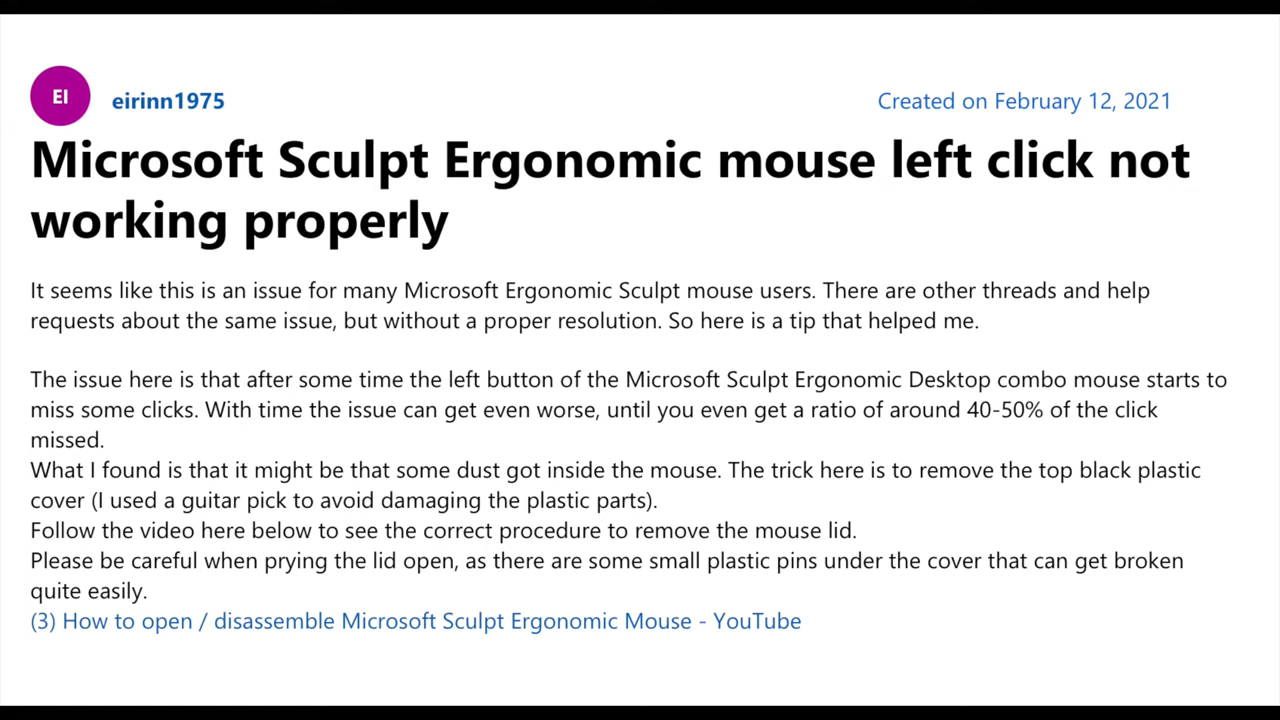 EI
eirinn1975
Created on February 12, 2021
Microsoft Sculpt Ergonomic mouse left click not
working properly
It seems like this is an issue for many Microsoft Ergonomic Sculpt mouse users. There are other threads and help
requests about the same issue, but without a proper resolution. So here is a tip that helped me.
The issue here is that after some time the left button of the Microsoft Sculpt Ergonomic Desktop combo mouse starts to
miss some clicks. With time the issue can get even worse, until you even get a ratio of around 40-50% of the click
missed.
What I found is that it might be that some dust got inside the mouse. The trick here is to remove the top black plastic
cover (I used a guitar pick to avoid damaging the plastic parts).
Follow the video here below to see the correct procedure to remove the mouse lid.
Please be careful when prying the lid open, as there are some small plastic pins under the cover that can get broken
quite easily.
(3) How to open / disassemble Microsoft Sculpt Ergonomic Mouse - YouTube